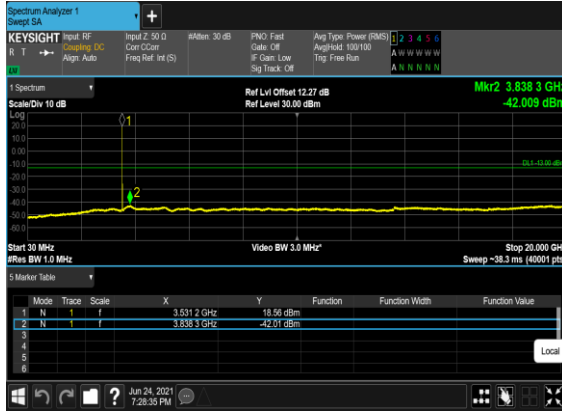 Spectrum Analyzer 1
Swept SA
+
KEYSIGHT Input: RF Input Z: 50 Ω #Atten: 30 dB PNO: Fast Avg Type: Power (RMS) 1 2 3 4 5 6
R T Coupling: DC Corr CCorr Gate: Off Avg|Hold: 100/100 A W W W W W
Align: Auto Freq Ref: Int (S) IF Gain: Low Trig: Free Run
Sig Track: Off A N N N N N
1 Spectrum Ref Lvl Offset 12.27 dB Mkr2 3.838 3 GHz
Scale/Div 10 dB Ref Level 30.00 dBm -42.009 dBm
Log
20.0
10.0
0.00
-10.0
-20.0
-30.0
-40.0
-50.0
-60.0
1
2
DL1 -13.00 dBm
Start 30 MHz Video BW 3.0 MHz* Stop 20.000 GHz
#Res BW 1.0 MHz Sweep ~38.3 ms (40001 pts)
5 Marker Table
Mode Trace Scale X Y Function Function Width Function Value
1 N 1 f 3.531 2 GHz 18.56 dBm
2 N 1 f 3.838 3 GHz -42.01 dBm
3
4
5
6
Local
? Jun 24, 2021
7:28:35 PM